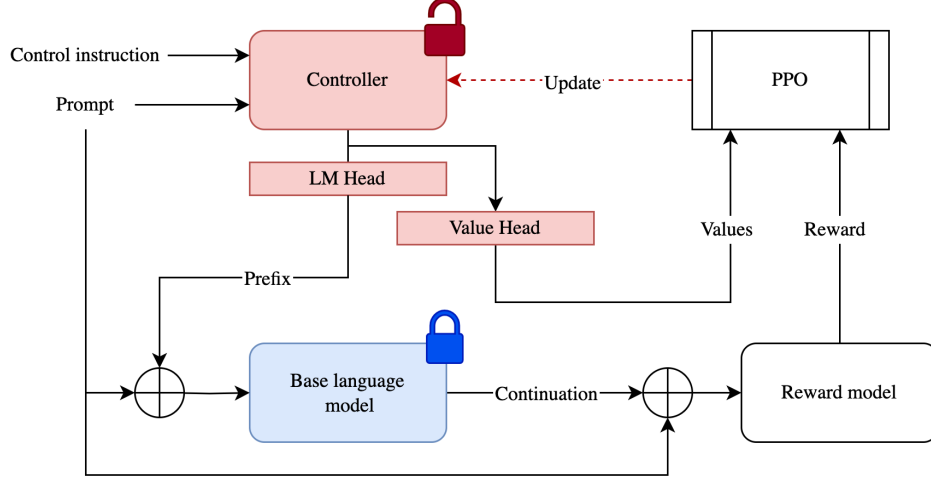 Control instruction
Controller
Update
PPO
Prompt
LM Head
Value Head
Values
Reward
Prefix
Base language
model
Continuation
Reward model